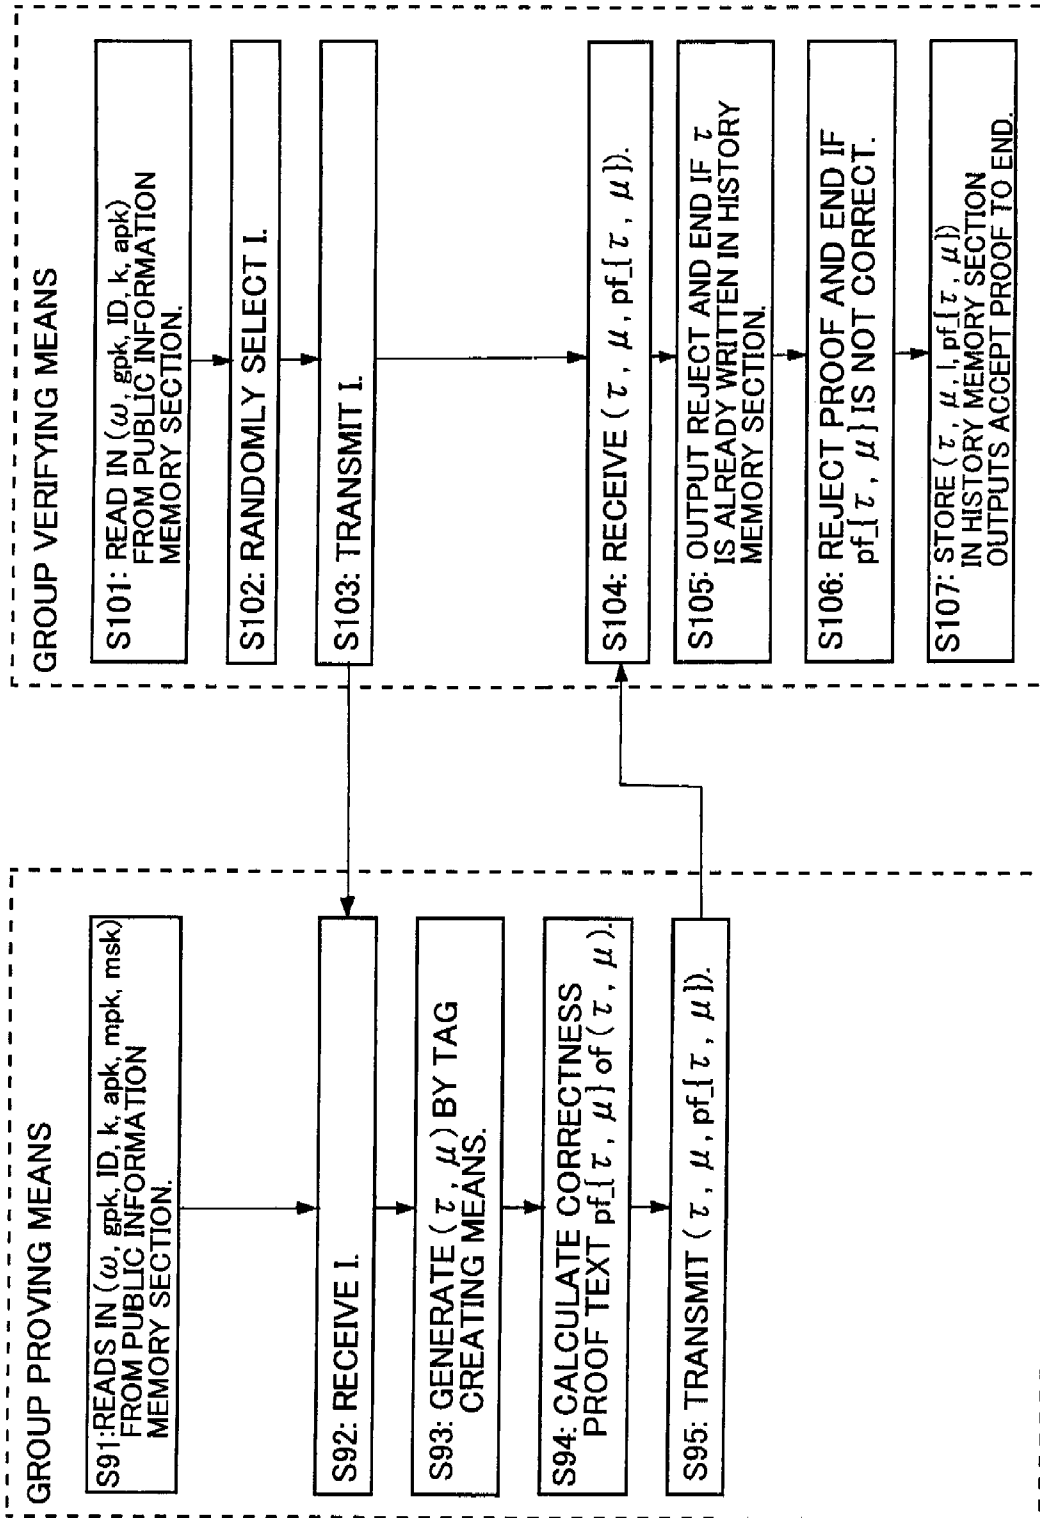 GROUP PROVING MEANS
S91:READS IN (ω, gpk, ID, k, apk, mpk, msk)
FROM PUBLIC INFORMATION
MEMORY SECTION.
S92: RECEIVE I.
S93: GENERATE (τ, μ) BY TAG
CREATING MEANS.
S94: CALCULATE CORRECTNESS
PROOF TEXT pf_{τ, μ} of (τ, μ).
S95: TRANSMIT (τ, μ, pf_{τ, μ}).
GROUP VERIFYING MEANS
S101: READ IN (ω, gpk, ID, k, apk)
FROM PUBLIC INFORMATION
MEMORY SECTION.
S102: RANDOMLY SELECT I.
S103: TRANSMIT I.
S104: RECEIVE (τ, μ, pf_{τ, μ}).
S105: OUTPUT REJECT AND END IF τ
IS ALREADY WRITTEN IN HISTORY
MEMORY SECTION.
S106: REJECT PROOF AND END IF
pf_{τ, μ} IS NOT CORRECT.
S107: STORE (τ, μ, l, pf_{τ, μ})
IN HISTORY MEMORY SECTION
OUTPUTS ACCEPT PROOF TO END.